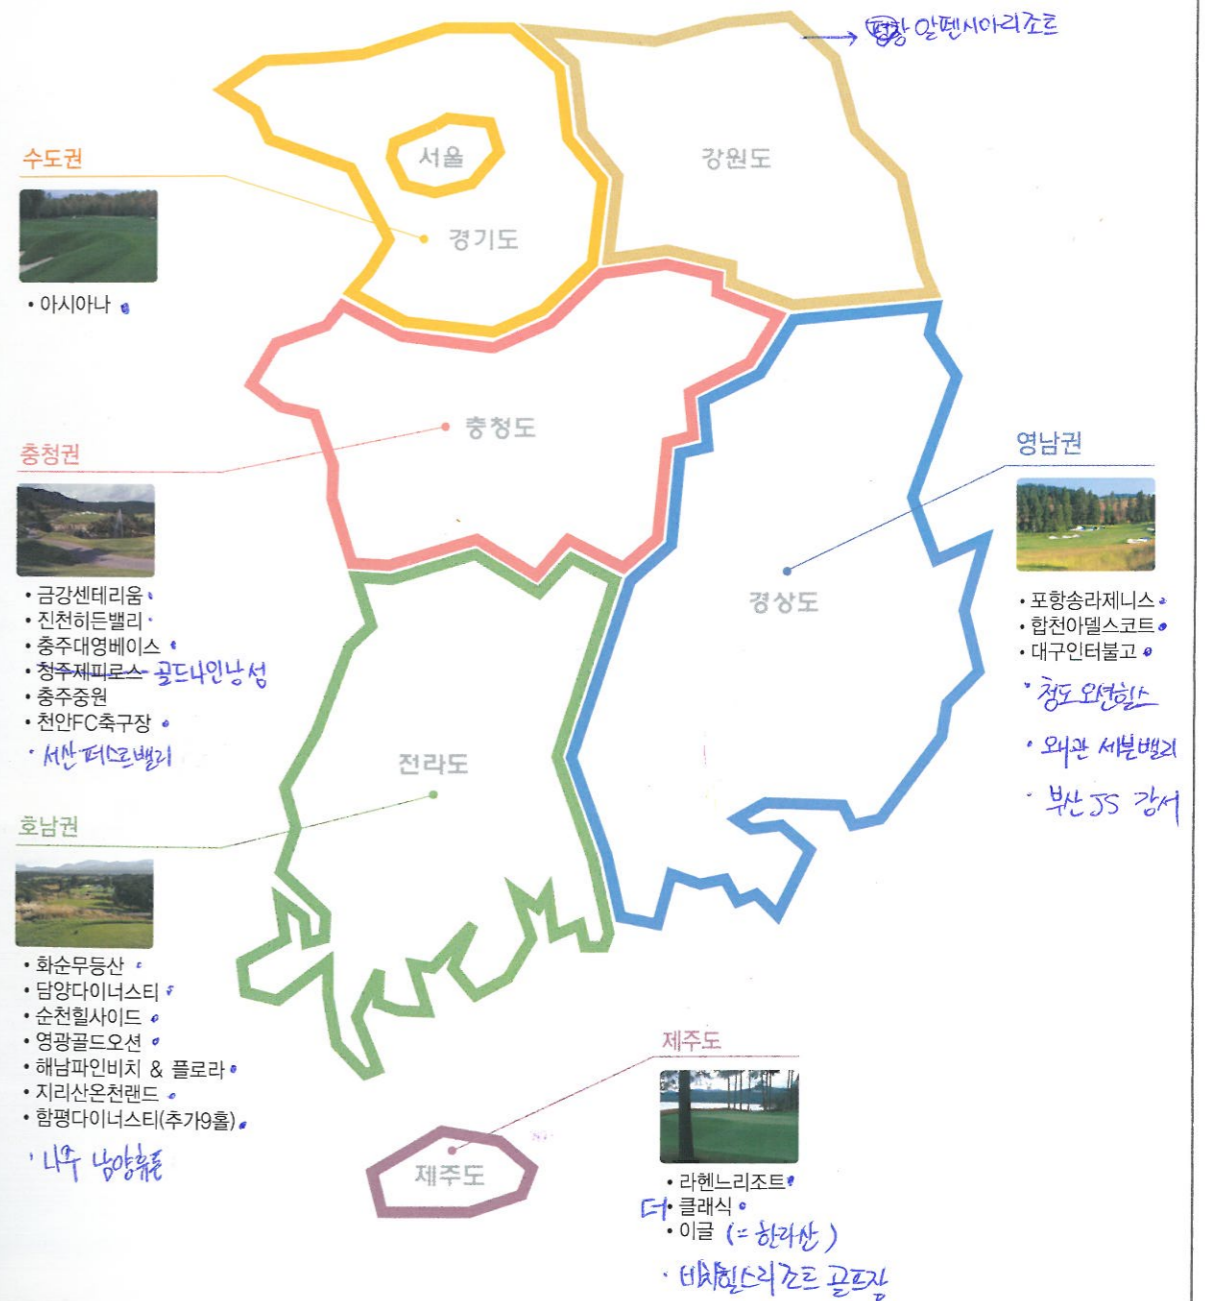 평창 알펜시아리조트
서울
강원도
수도권
경기도
• 아시아나
충청도
충청권
영남권
• 금강센테리움
• 진천히든밸리
• 충주대영베이스
• 청주제피로스 골드나인낭성
• 충주중원
• 천안FC축구장
• 서산퍼스트밸리
경상도
• 포항송라제니스
• 합천아델스코트
• 대구인터불고
• 청도 오션힐스
• 왜관 세븐밸리
• 부산 JS 강서
전라도
호남권
• 화순무등산
• 담양다이너스티
• 순천힐사이드
• 영광골드오션
• 해남파인비치 & 플로라
• 지리산온천랜드
• 함평다이너스티(추가9홀)
• 나주
제주도
제주도
• 라헨느리조트
더 • 클래식
• 이글 (= 한라산)
• 비치힐스리조트 골프장